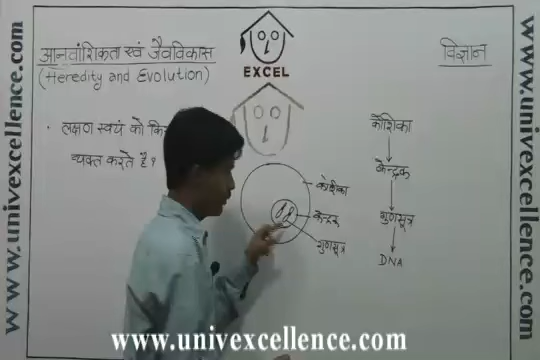 www.univexcellence.com
www.univexcellence.com
आनुवांशिकता एवं जैवविकास
(Heredity and Evolution)
EXCEL
विज्ञान
• लक्षण स्वयं को
व्यक्त करते है ?
कोशीका
केन्द्रक
गुणसूत्र
कोशिका
केन्द्रक
गुणसूत्र
DNA
www.univexcellence.com